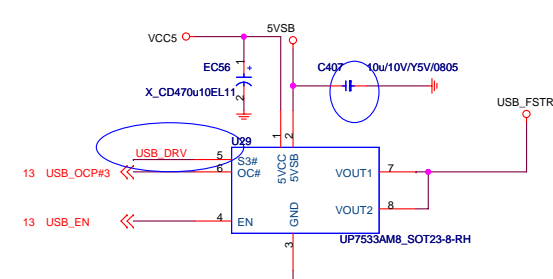 VCC5
5VSB
EC56
+
1
2
X_CD470u10EL11
C407
10u/10V/Y5V/0805
USB_FSTR
1
2
U29
USB_DRV
5
S3#
5VCC
5VSB
13 USB_OCP#3
6
OC#
VOUT1
7
13 USB_EN
4
EN
GND
VOUT2
8
3
UP7533AM8_SOT23-8-RH